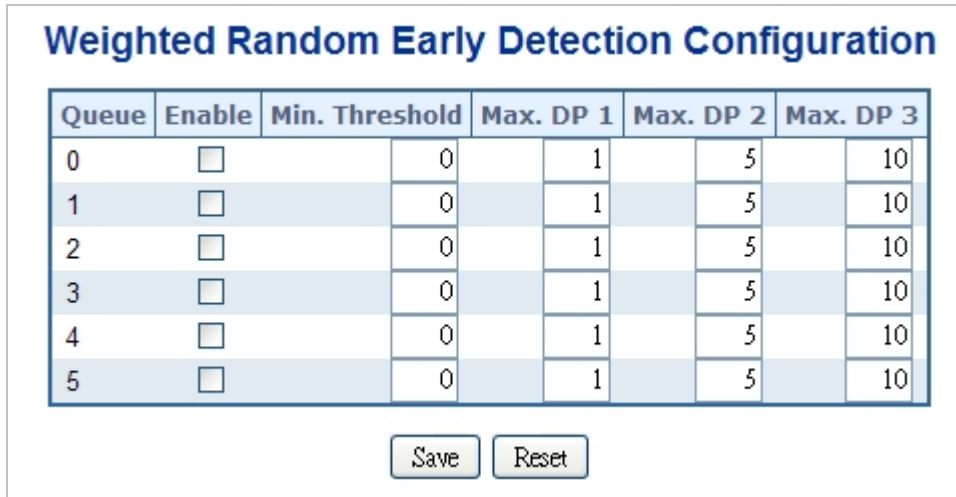 Weighted Random Early Detection Configuration
Queue Enable Min. Threshold Max. DP 1 Max. DP 2 Max. DP 3
0 0 1 5 10
1 0 1 5 10
2 0 1 5 10
3 0 1 5 10
4 0 1 5 10
5 0 1 5 10
Save Reset